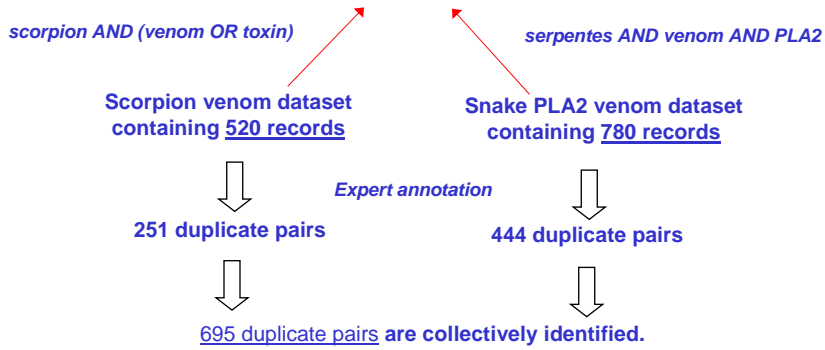 scorpion AND (venom OR toxin)
serpentes AND venom AND PLA2
Scorpion venom dataset
containing 520 records
Snake PLA2 venom dataset
containing 780 records
Expert annotation
251 duplicate pairs
444 duplicate pairs
695 duplicate pairs are collectively identified.